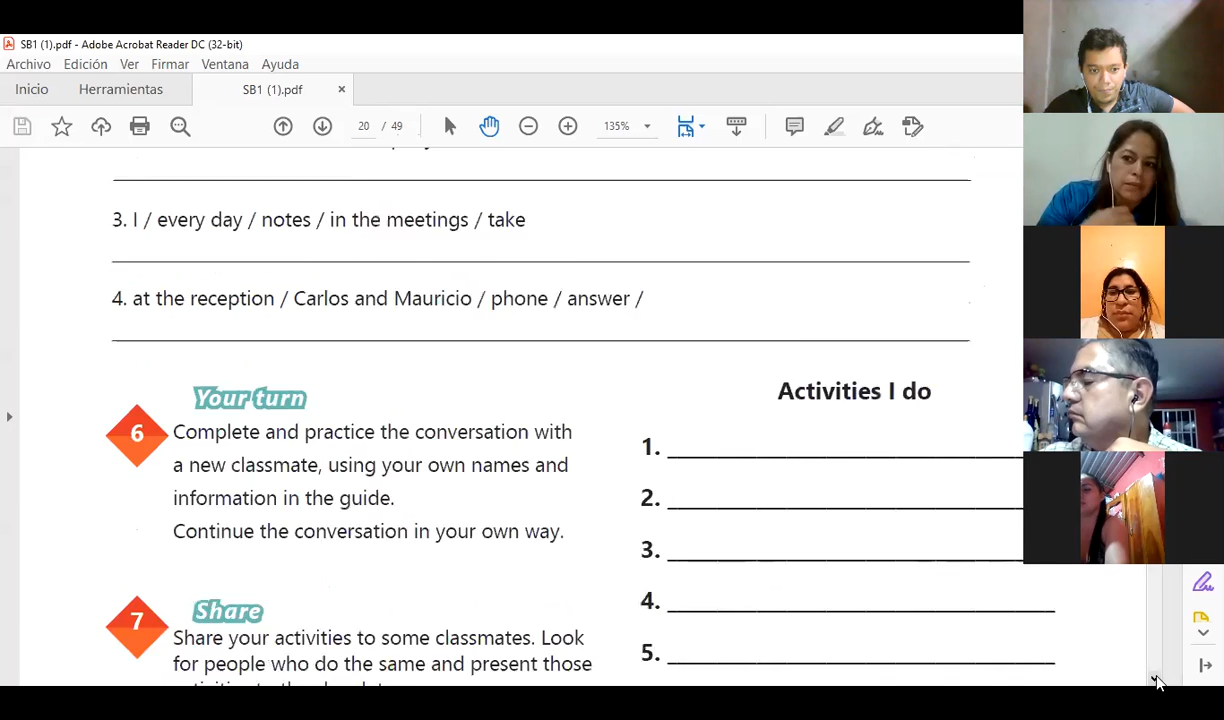 SB1 (1).pdf - Adobe Acrobat Reader DC (32-bit)
Archivo Edición Ver Firmar Ventana Ayuda
Inicio Herramientas SB1 (1).pdf ×
20 / 49 135%
3. I / every day / notes / in the meetings / take
4. at the reception / Carlos and Mauricio / phone / answer /
Your turn
6
Complete and practice the conversation with
a new classmate, using your own names and
information in the guide.
Continue the conversation in your own way.
Activities I do
1.
2.
3.
4.
5.
Share
7
Share your activities to some classmates. Look
for people who do the same and present those